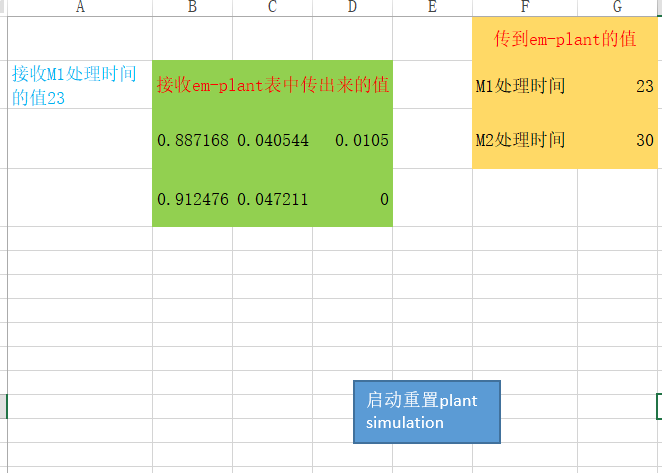 A B C D E F G
传到em-plant的值
接收M1处理时间
的值23
接收em-plant表中传出来的值
M1处理时间 23
0.887168 0.040544 0.0105
M2处理时间 30
0.912476 0.047211 0
启动重置plant
simulation